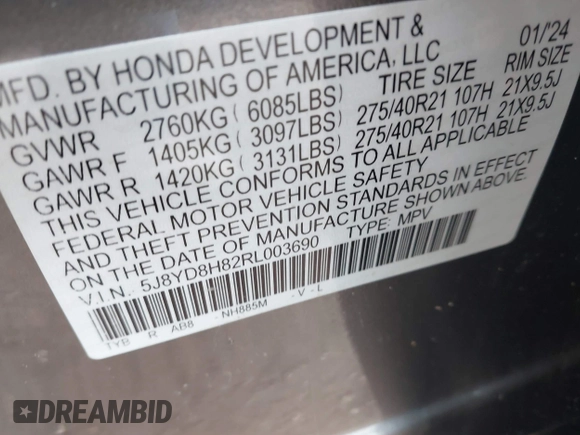 MFD. BY HONDA DEVELOPMENT & 01/'24
MANUFACTURING OF AMERICA, LLC
TIRE SIZE RIM SIZE
GVWR 2760KG ( 6085LBS)
GAWR F 1405KG ( 3097LBS) 275/40R21 107H 21X9.5J
GAWR R 1420KG ( 3131LBS) 275/40R21 107H 21X9.5J
THIS VEHICLE CONFORMS TO ALL APPLICABLE
FEDERAL MOTOR VEHICLE SAFETY
AND THEFT PREVENTION STANDARDS IN EFFECT
ON THE DATE OF MANUFACTURE SHOWN ABOVE.
V.I.N.: 5J8YD8H82RL003690 TYPE: MPV
TYB R AB8 - NH885M - V - L
DREAMBID